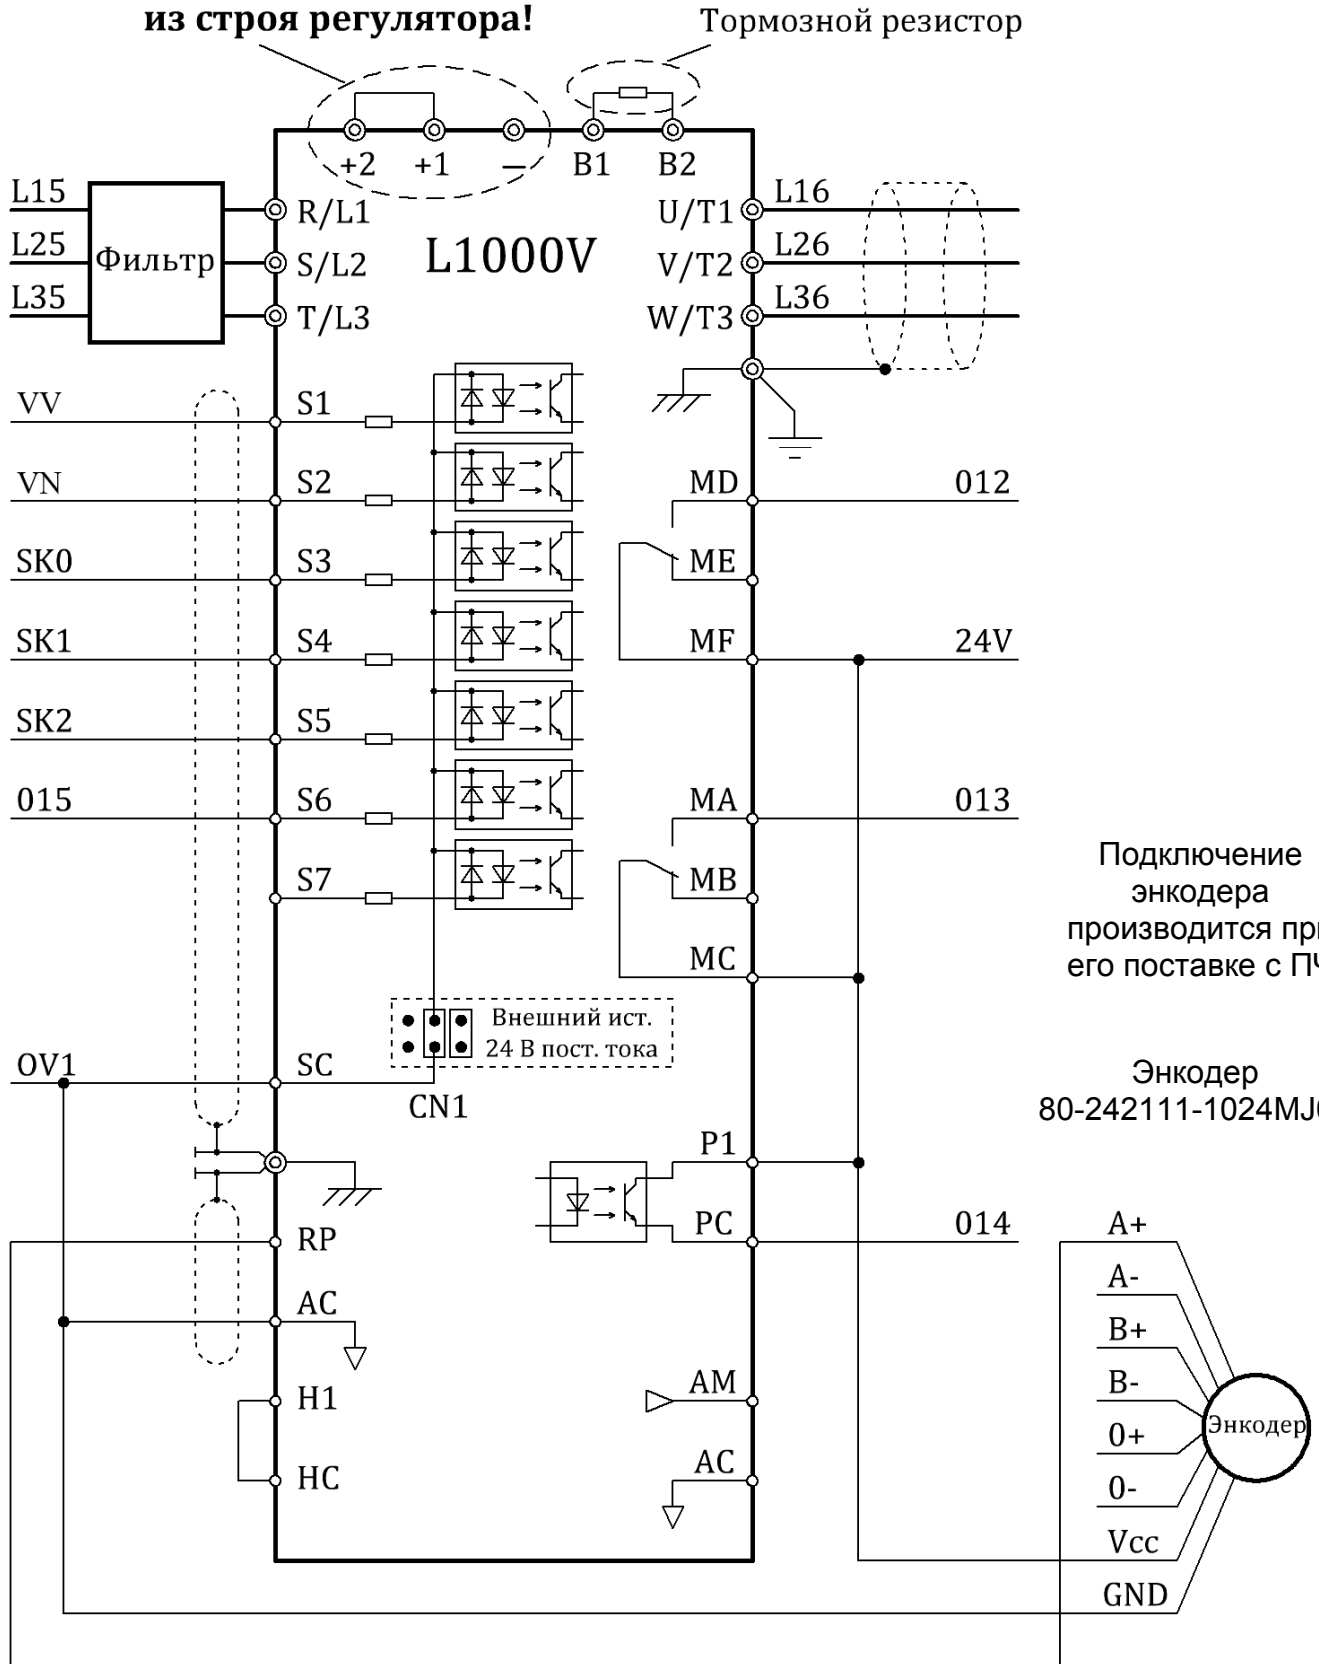 из строя регулятора!
Тормозной резистор
+2 +1 – B1 B2
L15
L25
L35
Фильтр
R/L1
S/L2
T/L3
L1000V
U/T1
V/T2
W/T3
L16
L26
L36
VV S1
VN S2
SK0 S3
SK1 S4
SK2 S5
015 S6
S7
MD 012
ME
MF 24V
MA 013
MB
MC
Подключение
энкодера
производится
его поставке с
Внешний ист.
24 В пост. тока
OV1 SC
CN1
Энкодер
P1
PC 014
RP
AC
H1
HC
AM
AC
A+
A-
B+
B-
0+
0-
Vcc
GND
Энкодер